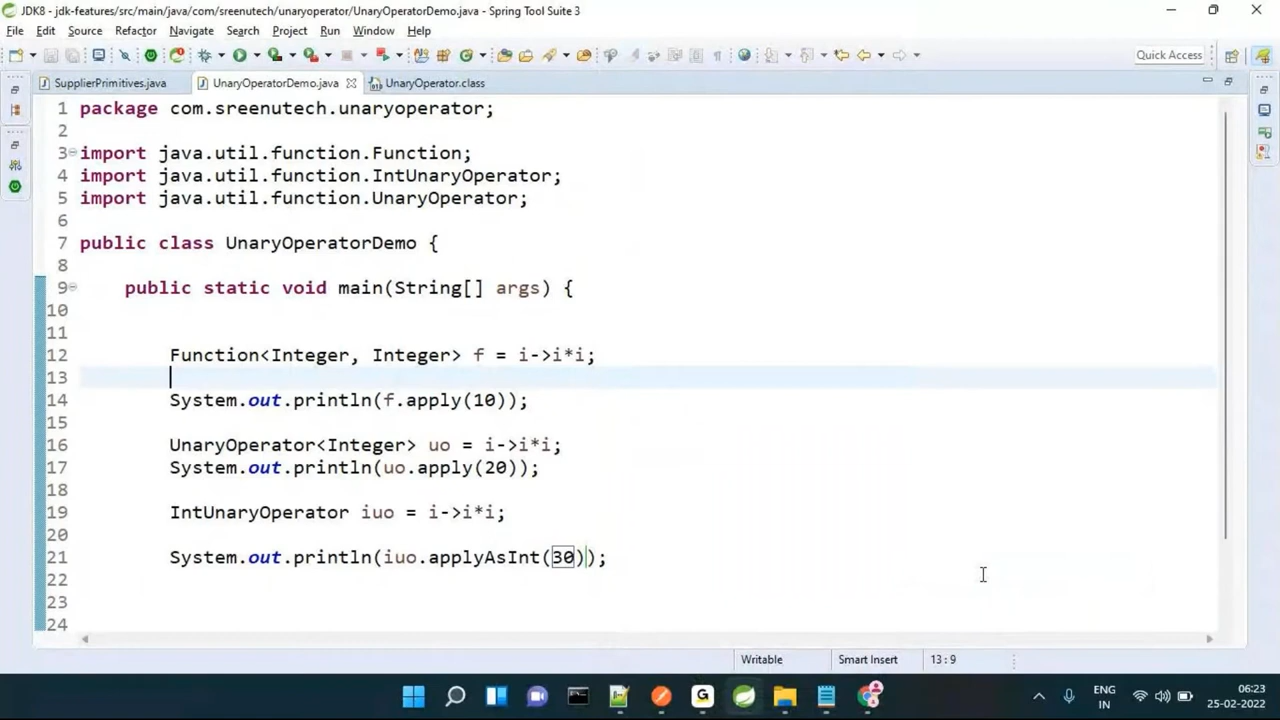 JDK8 - jdk-features/src/main/java/com/sreenutech/unaryoperator/UnaryOperatorDemo.java - Spring Tool Suite 3
File Edit Source Refactor Navigate Search Project Run Window Help
Quick Access
SupplierPrimitives.java UnaryOperatorDemo.java UnaryOperator.class
1 package com.sreenutech.unaryoperator;
2
3 import java.util.function.Function;
4 import java.util.function.IntUnaryOperator;
5 import java.util.function.UnaryOperator;
6
7 public class UnaryOperatorDemo {
8
9 public static void main(String[] args) {
10
11
12 Function<Integer, Integer> f = i->i*i;
13
14 System.out.println(f.apply(10));
15
16 UnaryOperator<Integer> uo = i->i*i;
17 System.out.println(uo.apply(20));
18
19 IntUnaryOperator iuo = i->i*i;
20
21 System.out.println(iuo.applyAsInt(30));
22
23
24
Writable Smart Insert 13:9
ENG 06:23
IN 25-02-2022